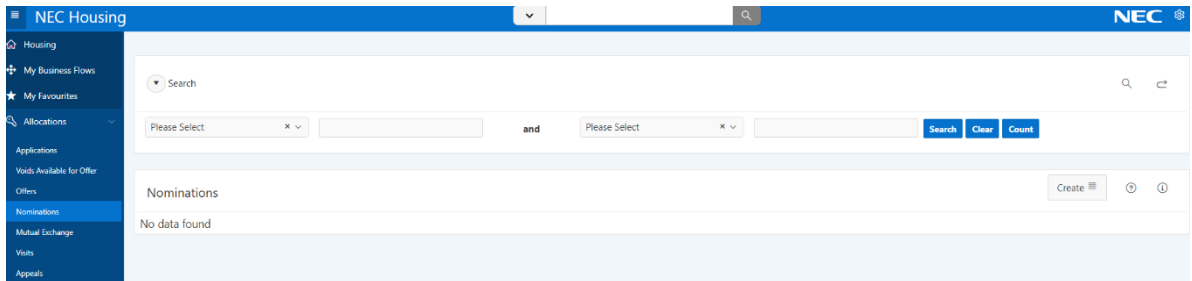 NEC Housing
NEC
Housing
My Business Flows
My Favourites
Allocations
Applications
Voids Available for Offer
Offers
Nominations
Mutual Exchange
Visits
Appeals
Search
Please Select and Please Select Search Clear Count
Nominations Create
No data found